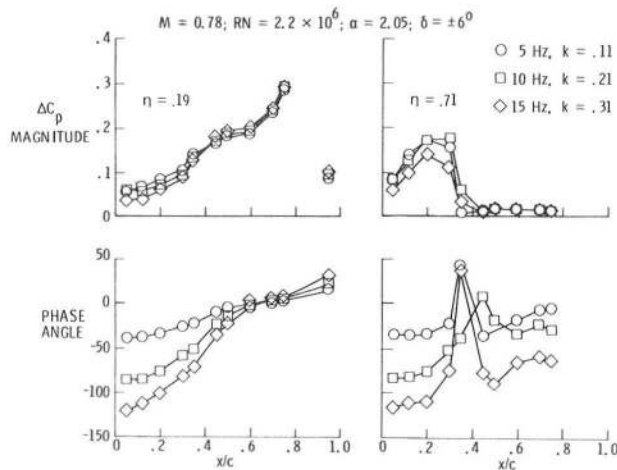 M = 0.78; RN = 2.2 × 10⁶; α = 2.05; δ = ±6⁰
ΔCp
MAGNITUDE
.4
.3
.2
.1
0
η = .19
η = .71
○ 5 Hz, k = .11
□ 10 Hz, k = .21
◇ 15 Hz, k = .31
PHASE
ANGLE
50
0
-50
-100
-150
0 .2 .4 .6 .8 1.0
x/c
0 .2 .4 .6 .8 1.0
x/c